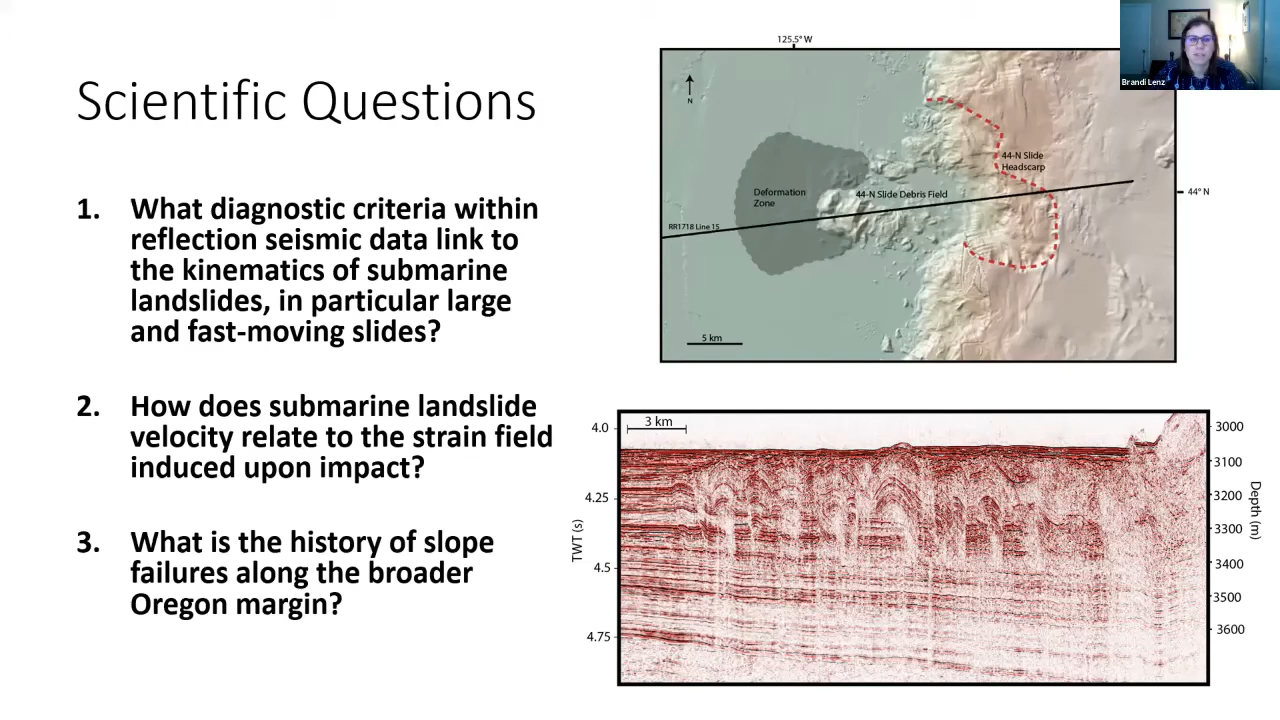 Scientific Questions
1. What diagnostic criteria within
reflection seismic data link to
the kinematics of submarine
landslides, in particular large
and fast-moving slides?
2. How does submarine landslide
velocity relate to the strain field
induced upon impact?
3. What is the history of slope
failures along the broader
Oregon margin?
125.5° W
N
44-N Slide
Headscarp
Deformation
Zone
44-N Slide Debris Field
44° N
RR1718 Line 15
5 km
Brandi Lenz
3 km
4.0
4.25
4.5
4.75
TWT (s)
3000
3100
3200
3300
3400
3500
3600
Depth (m)